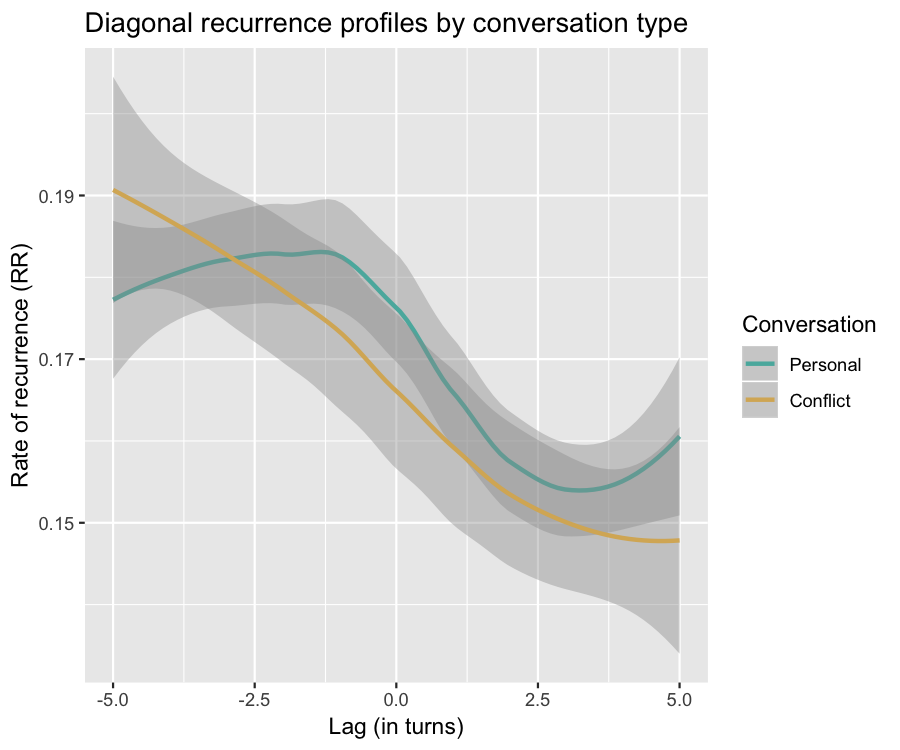 Diagonal recurrence profiles by conversation type
Rate of recurrence (RR)
0.19
0.17
0.15
-5.0
-2.5
0.0
2.5
5.0
Lag (in turns)
Conversation
Personal
Conflict